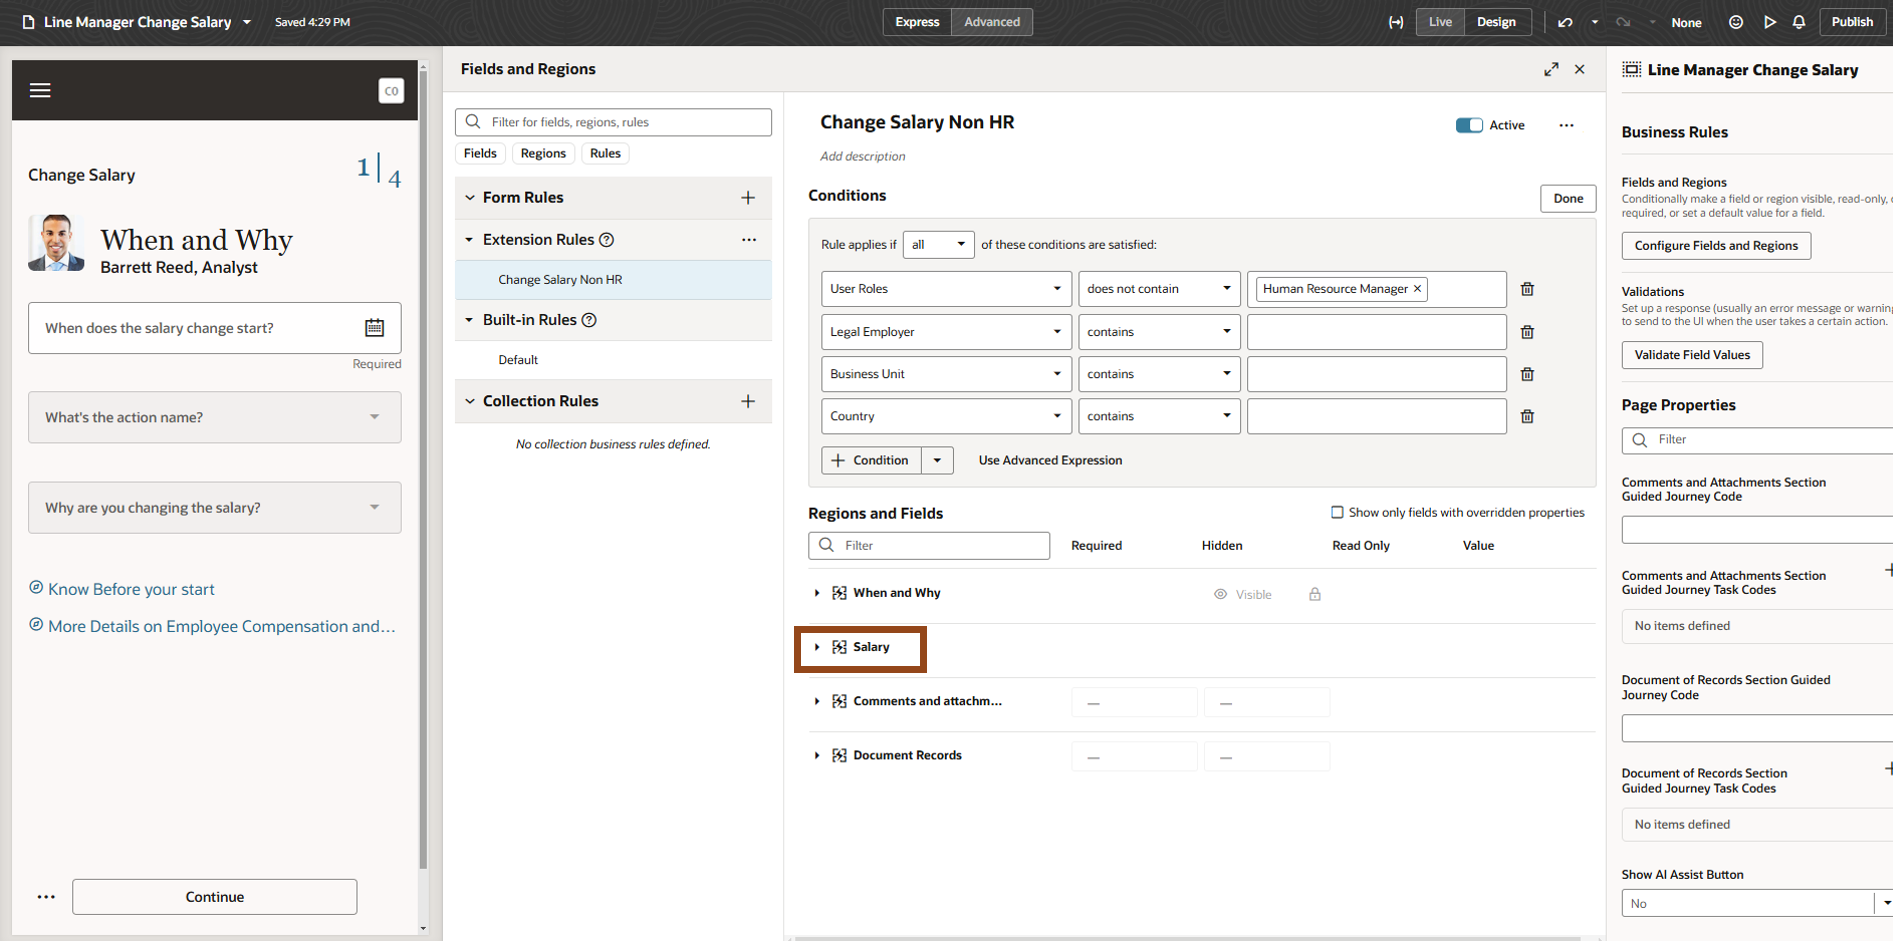 Line Manager Change Salary
Saved 4:29 PM
Express
Advanced
Live
Design
None
Publish
CO
Change Salary
1 | 4
When and Why
Barrett Reed, Analyst
When does the salary change start?
Required
What's the action name?
Why are you changing the salary?
Know Before your start
More Details on Employee Compensation and...
Continue
Fields and Regions
Filter for fields, regions, rules
Fields
Regions
Rules
Form Rules
Extension Rules
Change Salary Non HR
Built-in Rules
Default
Collection Rules
No collection business rules defined.
Change Salary Non HR
Active
Add description
Conditions
Done
Rule applies if all of these conditions are satisfied:
User Roles does not contain Human Resource Manager ×
Legal Employer contains
Business Unit contains
Country contains
+ Condition
Use Advanced Expression
Regions and Fields
Show only fields with overridden properties
Filter
Required
Hidden
Read Only
Value
When and Why
Visible
Salary
Comments and attachm...
— —
Document Records
— —
Line Manager Change Salary
Business Rules
Fields and Regions
Conditionally make a field or region visible, read-only,
required, or set a default value for a field.
Configure Fields and Regions
Validations
Set up a response (usually an error message or warning
to send to the UI when the user takes a certain action.
Validate Field Values
Page Properties
Filter
Comments and Attachments Section
Guided Journey Code
Comments and Attachments Section
Guided Journey Task Codes
No items defined
Document of Records Section Guided
Journey Code
Document of Records Section
Guided Journey Task Codes
No items defined
Show AI Assist Button
No